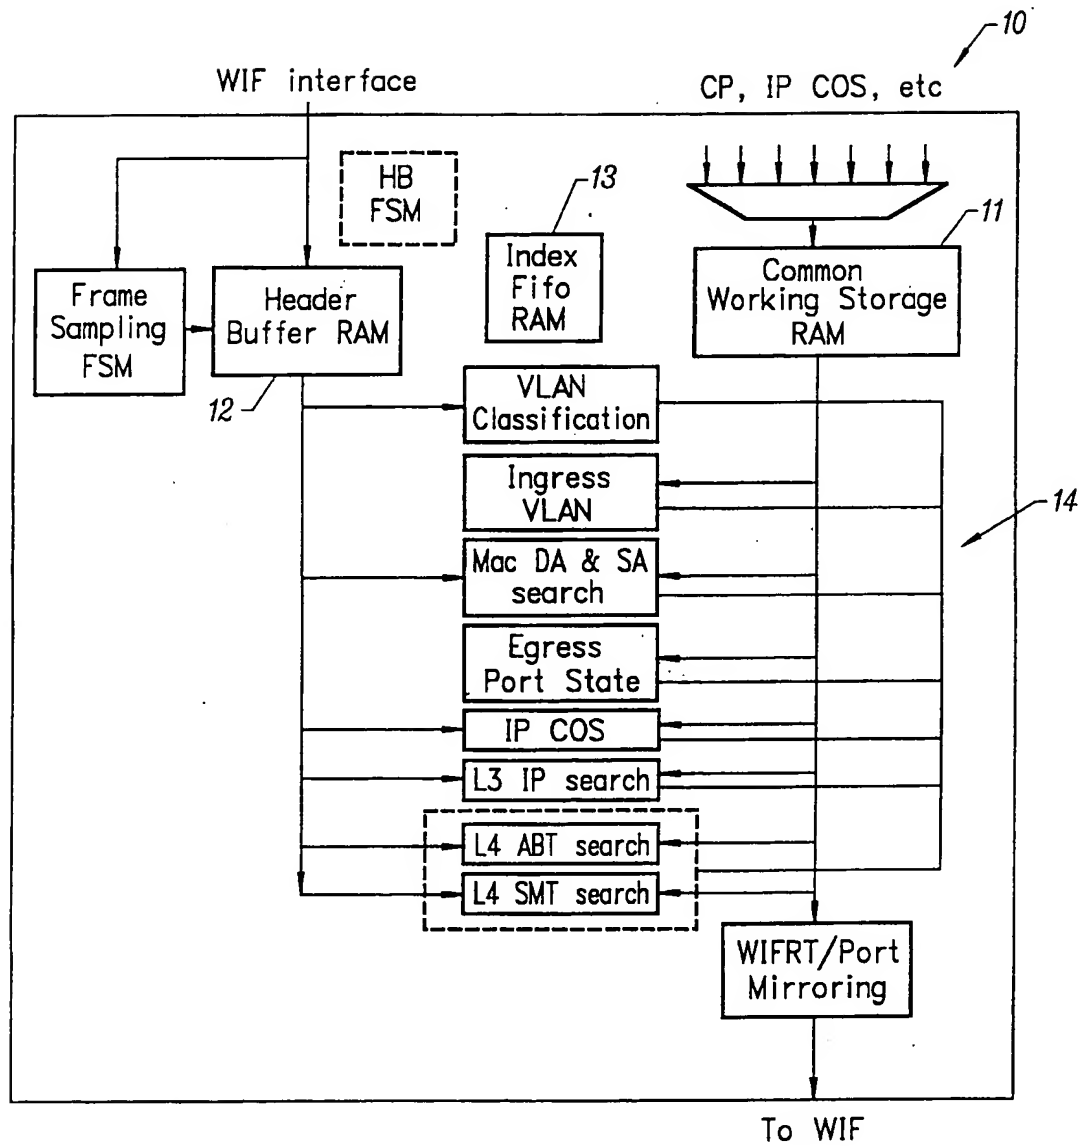 10
WIF interface
CP, IP COS, etc
HB
FSM
13
11
Index
Fifo
RAM
Common
Working Storage
RAM
Frame
Sampling
FSM
Header
Buffer RAM
12
VLAN
Classification
Ingress
VLAN
14
Mac DA & SA
search
Egress
Port State
IP COS
L3 IP search
L4 ABT search
L4 SMT search
WIFRT/Port
Mirroring
To WIF